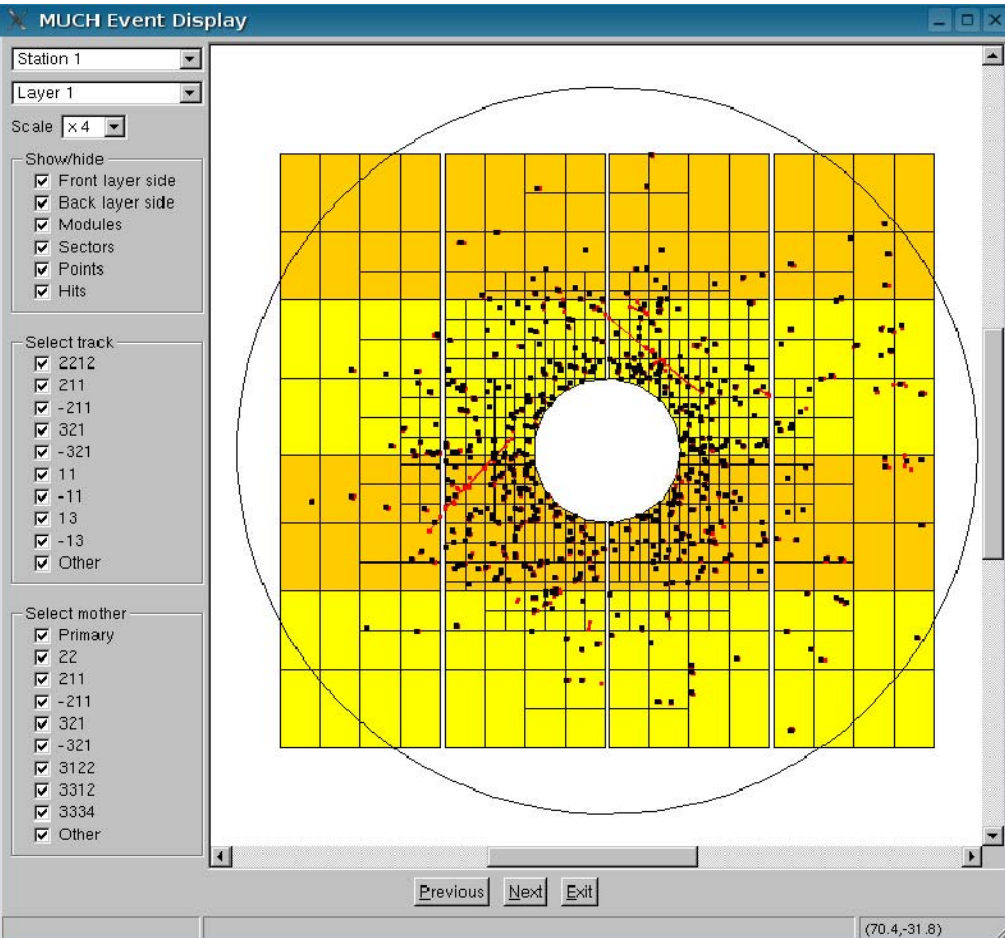 MUCH Event Display
Station 1
Layer 1
Scale x 4
Show/hide
Front layer side
Back layer side
Modules
Sectors
Points
Hits
Select track
2212
211
-211
321
-321
11
-11
13
-13
Other
Select mother
Primary
22
211
-211
321
-321
3122
3312
3334
Other
Previous Next Exit
(70.4,-31.8)